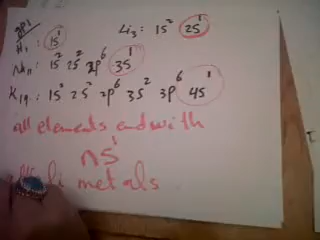 gp1
H1: 1s¹ Li3: 1s² 2s¹
Na11: 1s² 2s² 2p⁶ 3s¹
K19: 1s² 2s² 2p⁶ 3s² 3p⁶ 4s¹
all elements end with
ns¹
metals